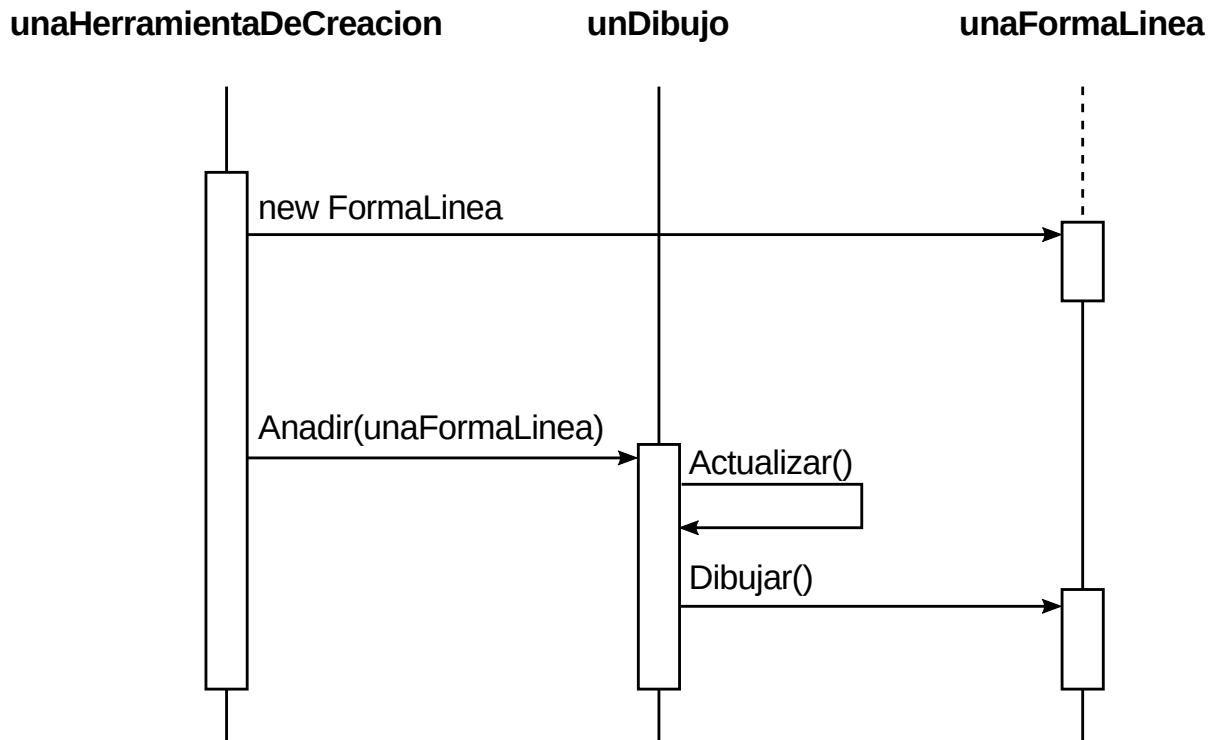 unaHerramientaDeCreacion
unDibujo
unaFormaLinea
new FormaLinea
Anadir(unaFormaLinea)
Actualizar()
Dibujar()